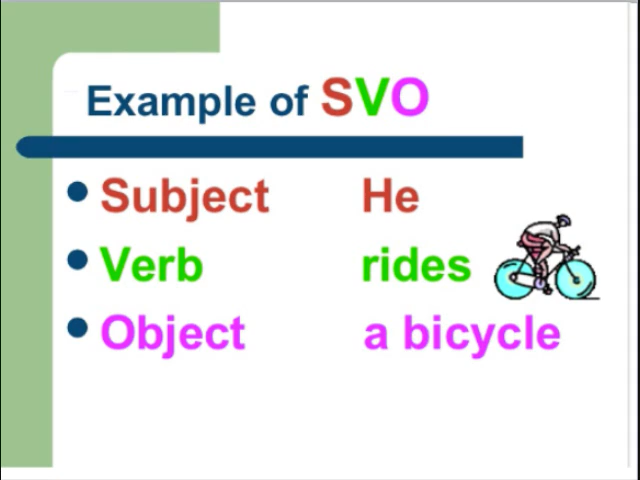 Example of SVO
Subject He
Verb rides
Object a bicycle